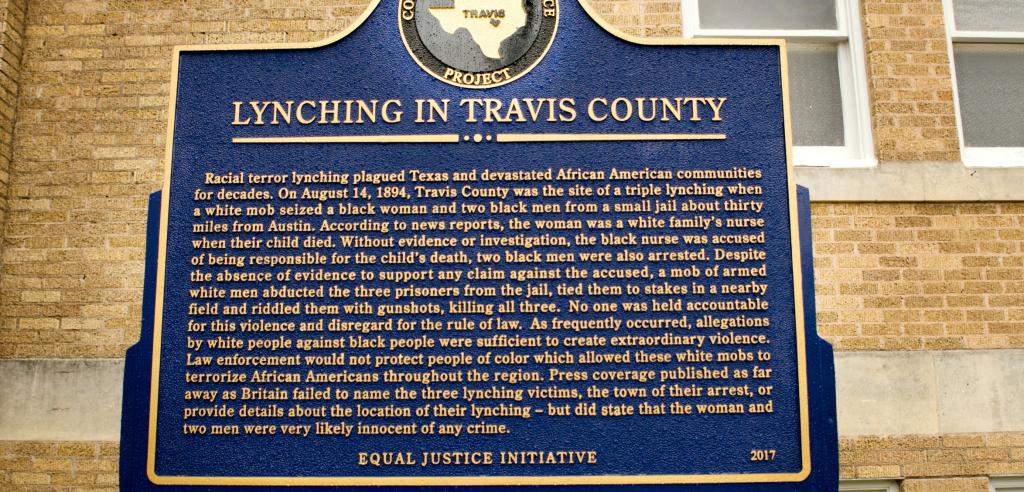 CO
CE
TRAVIS
PROJECT
LYNCHING IN TRAVIS COUNTY
Racial terror lynching plagued Texas and devastated African American communities
for decades. On August 14, 1894, Travis County was the site of a triple lynching when
a white mob seized a black woman and two black men from a small jail about thirty
miles from Austin. According to news reports, the woman was a white family's nurse
when their child died. Without evidence or investigation, the black nurse was accused
of being responsible for the child's death, two black men were also arrested. Despite
the absence of evidence to support any claim against the accused, a mob of armed
white men abducted the three prisoners from the jail, tied them to stakes in a nearby
field and riddled them with gunshots, killing all three. No one was held accountable
for this violence and disregard for the rule of law. As frequently occurred, allegations
by white people against black people were sufficient to create extraordinary violence.
Law enforcement would not protect people of color which allowed these white mobs to
terrorize African Americans throughout the region. Press coverage published as far
away as Britain failed to name the three lynching victims, the town of their arrest, or
provide details about the location of their lynching – but did state that the woman and
two men were very likely innocent of any crime.
EQUAL JUSTICE INITIATIVE 2017